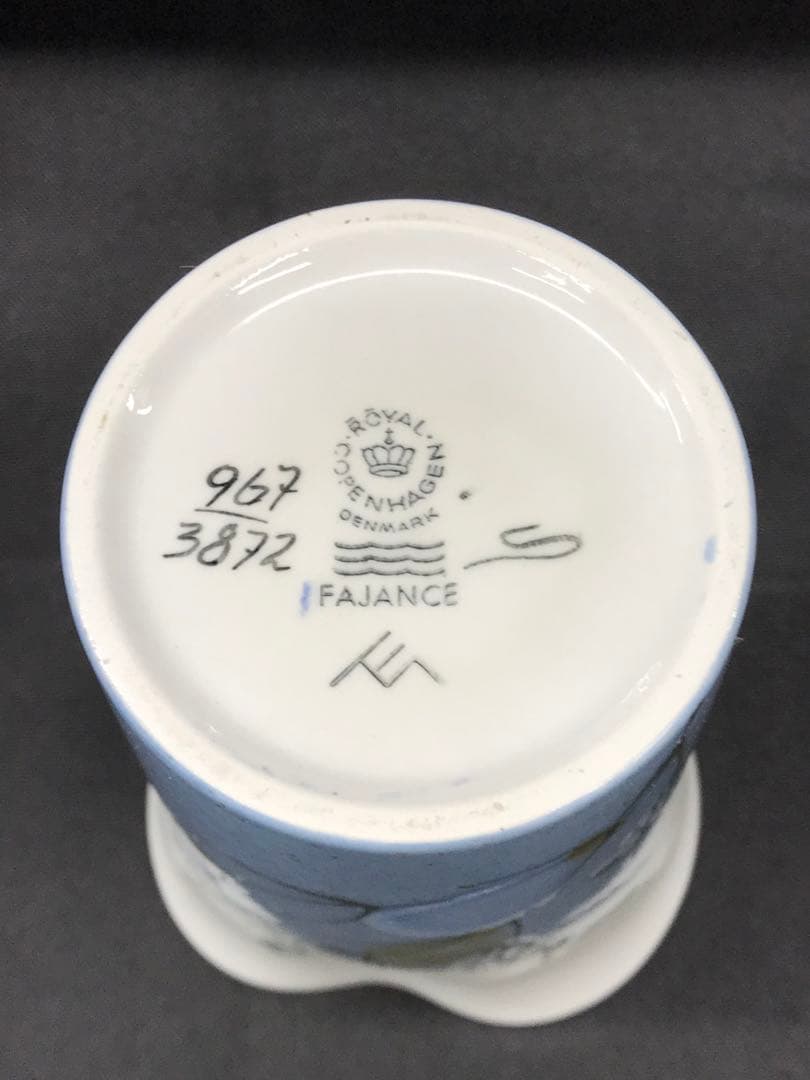 ROYAL COPENHAGEN
DENMARK
967
3872
FAJANCE